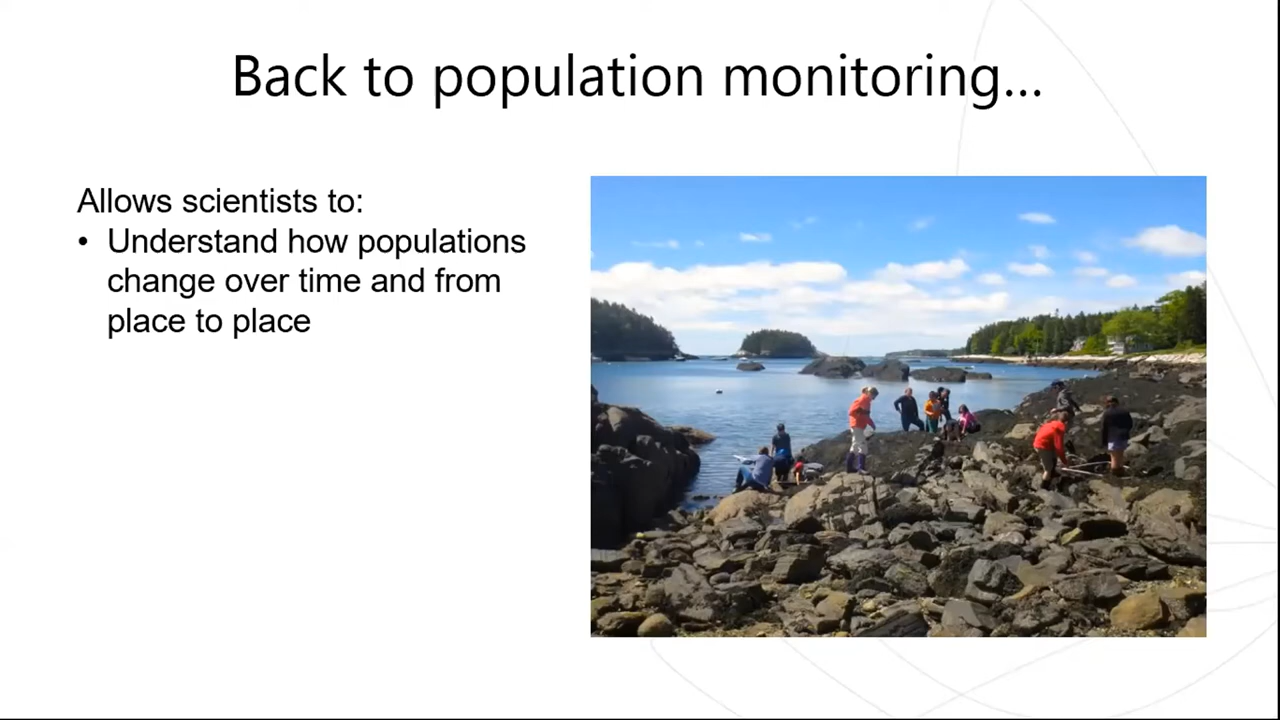 Back to population monitoring...
Allows scientists to:
• Understand how populations
change over time and from
place to place